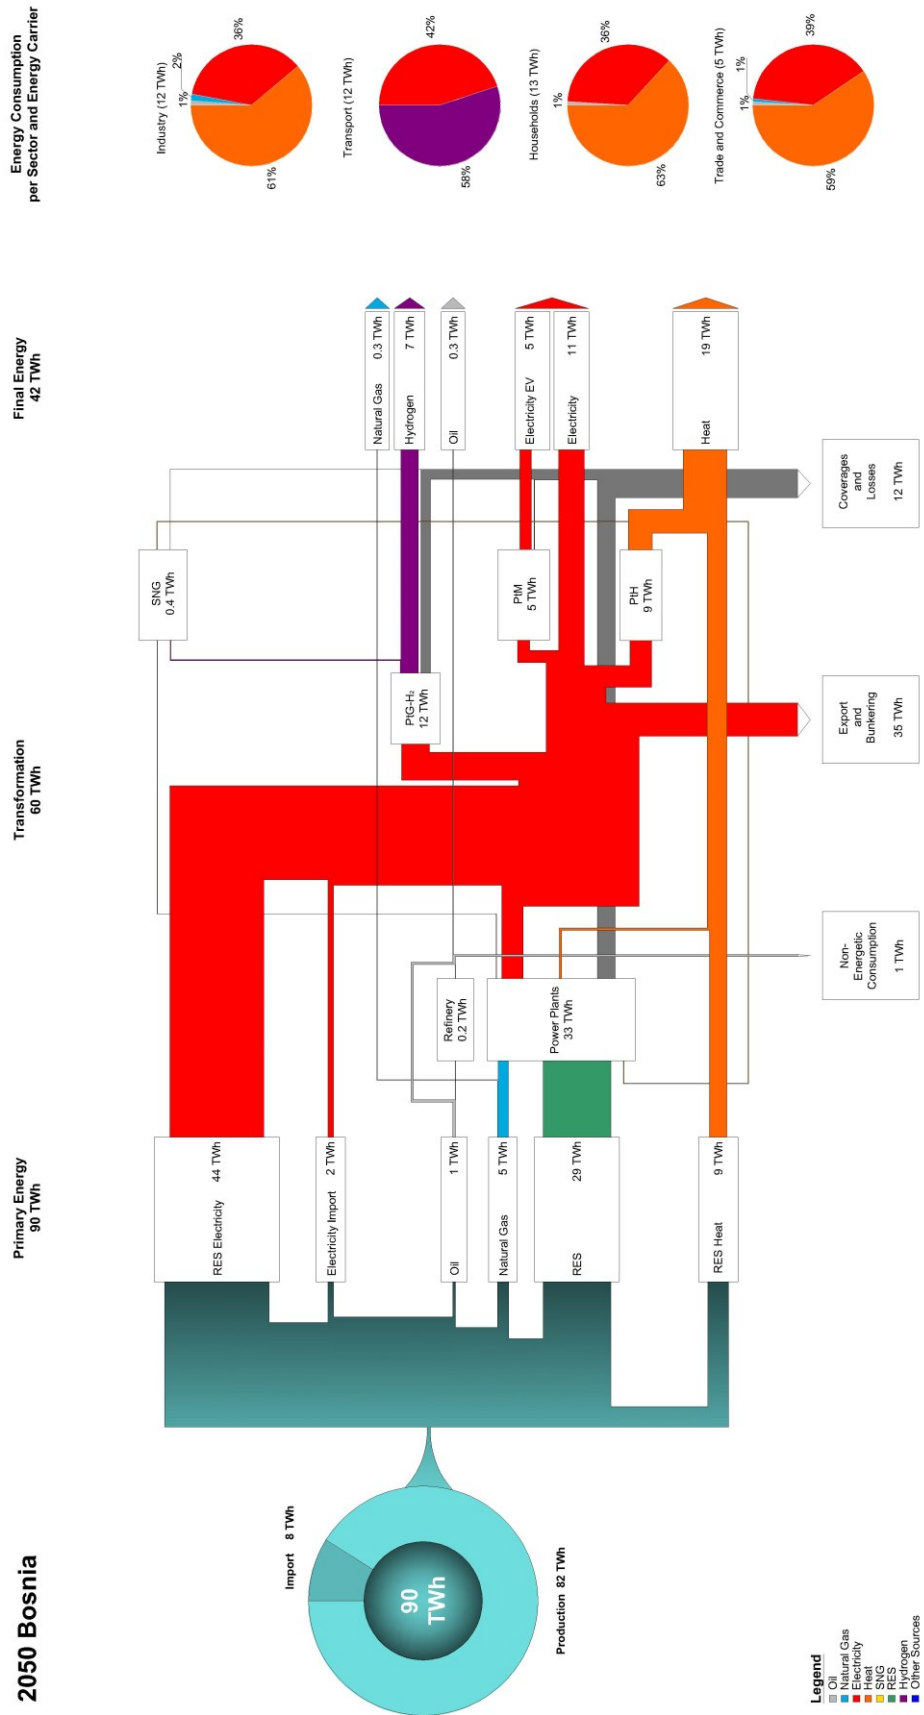 2050 Bosnia
Primary Energy
90 TWh
Transformation
60 TWh
Final Energy
42 TWh
Energy Consumption
per Sector and Energy Carrier
Import 8 TWh
90
TWh
Production 82 TWh
RES Electricity 44 TWh
Electricity Import 2 TWh
Oil 1 TWh
Natural Gas 5 TWh
RES 29 TWh
RES Heat 9 TWh
Refinery
0.2 TWh
Power Plants
33 TWh
SNG
0.4 TWh
PtG-H₂
12 TWh
PtM
5 TWh
PtH
9 TWh
Natural Gas 0.3 TWh
Hydrogen 7 TWh
Oil 0.3 TWh
Electricity EV 5 TWh
Electricity 11 TWh
Heat 19 TWh
Non-
Energetic
Consumption
1 TWh
Export
and
Bunkering
35 TWh
Coverages
and
Losses
12 TWh
Industry (12 TWh)
1%
2%
36%
61%
Transport (12 TWh)
42%
58%
Households (13 TWh)
1%
36%
63%
Trade and Commerce (5 TWh)
1%
1%
39%
59%
Legend
Oil
Natural Gas
Electricity
Heat
SNG
RES
Hydrogen
Other Sources